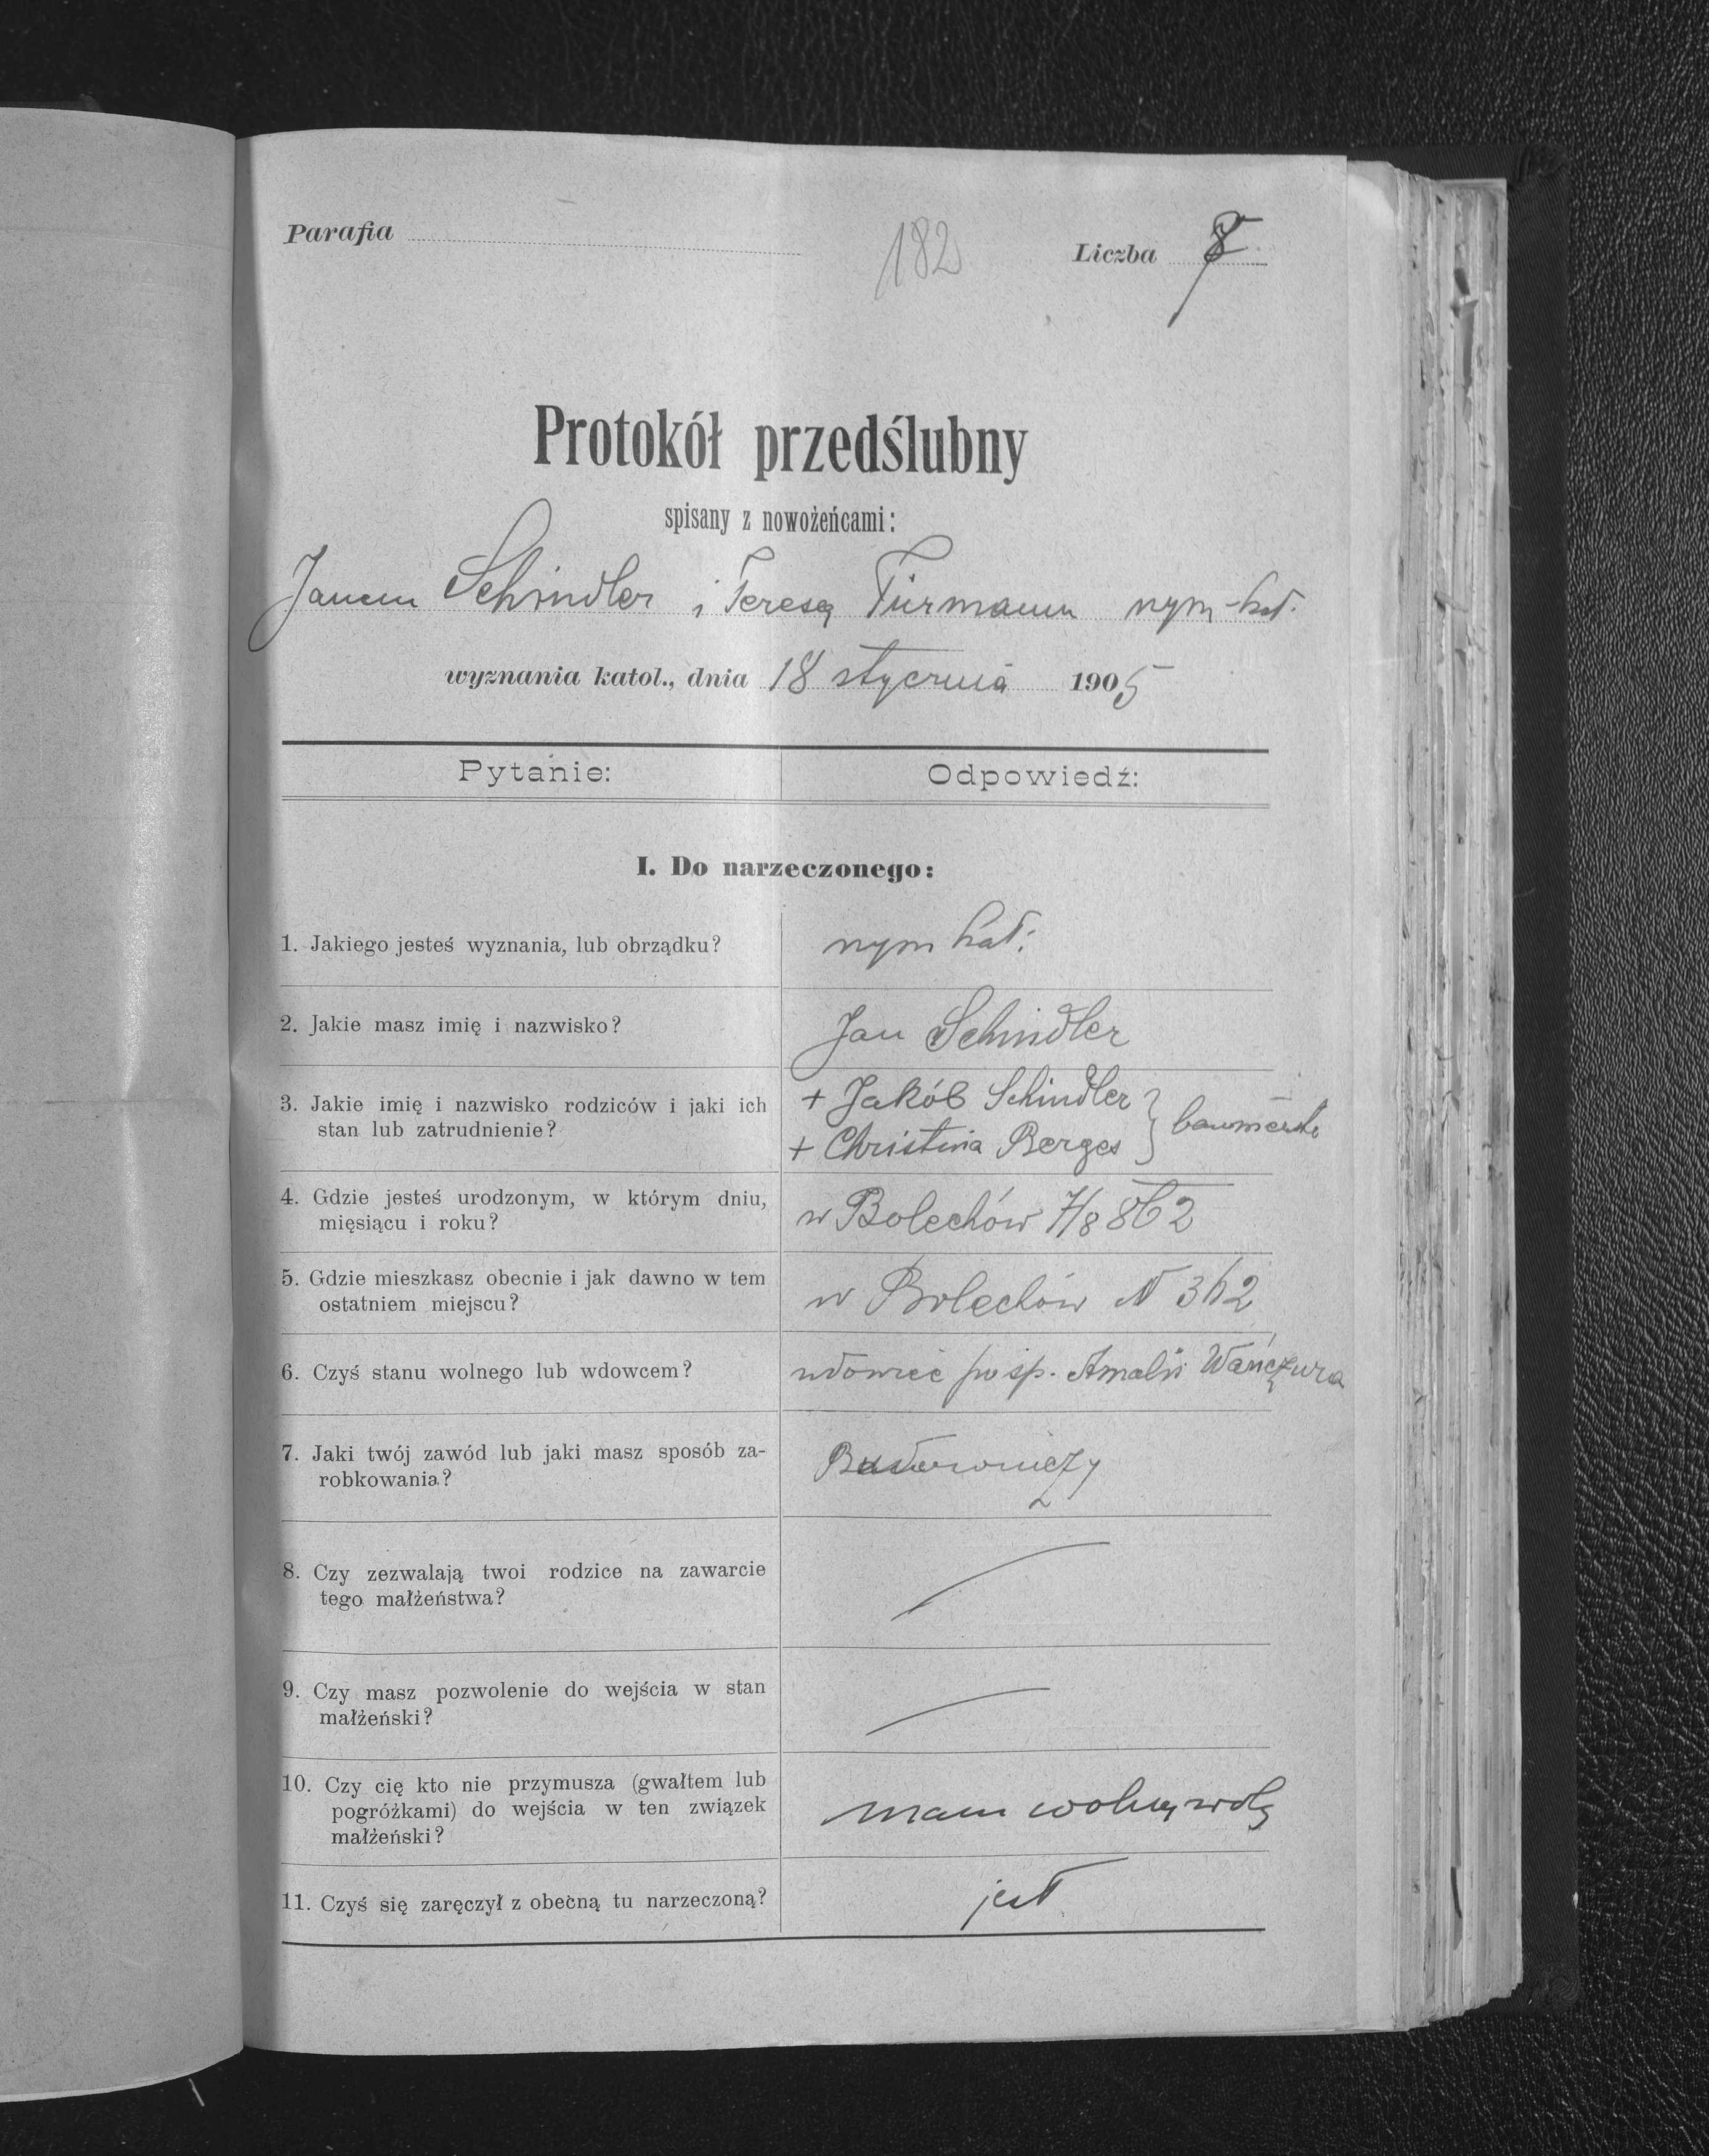 Parafia
182
Liczba 8
Protokół przedślubny
spisany z nowożeńcami:
Janem Schindler i Teresą Fürmann rzym-kat.
wyznania katol., dnia 18 stycznia 1905
Pytanie:
Odpowiedź:
I. Do narzeczonego:
1. Jakiego jesteś wyznania, lub obrządku?
rzym kat:
2. Jakie masz imię i nazwisko?
Jan Schindler
3. Jakie imię i nazwisko rodziców i jaki ich
stan lub zatrudnienie?
+ Jakób Schindler
+ Christina Berges
4. Gdzie jesteś urodzonym, w którym dniu,
mięsiącu i roku?
w Bolechów 7/8 862
5. Gdzie mieszkasz obecnie i jak dawno w tem
ostatniem miejscu?
w Bolechów N 362
6. Czyś stanu wolnego lub wdowcem?
wdowiec po śp. Amalii Wańczura
7. Jaki twój zawód lub jaki masz sposób za-
robkowania?
Budowniczy
8. Czy zezwalają twoi rodzice na zawarcie
tego małżeństwa?
9. Czy masz pozwolenie do wejścia w stan
małżeński?
10. Czy cię kto nie przymusza (gwałtem lub
pogróżkami) do wejścia w ten związek
małżeński?
mam wolną wolę
11. Czyś się zaręczył z obecną tu narzeczoną?
jest